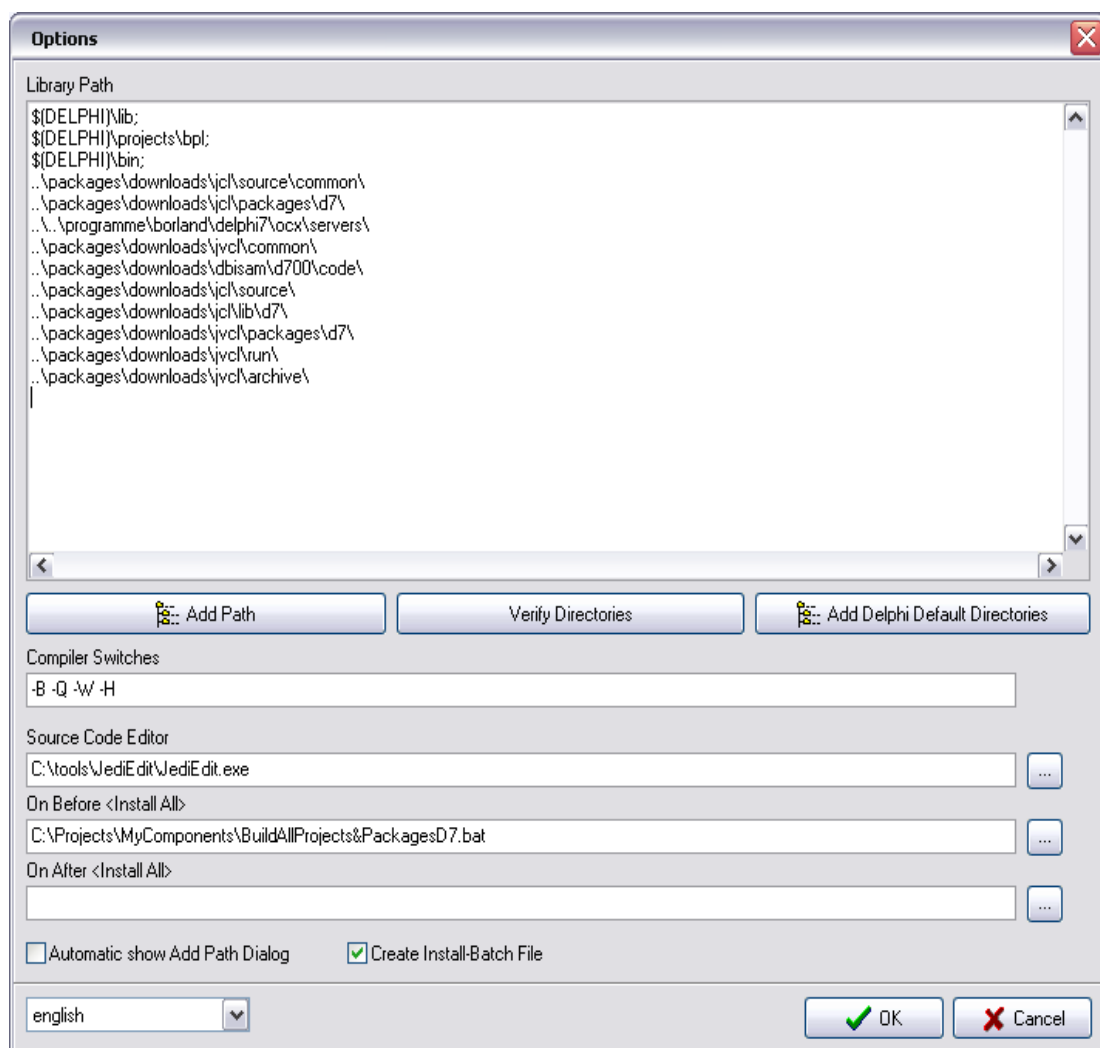 Options
Library Path
$(DELPHI)\lib;
$(DELPHI)\projects\bpl;
$(DELPHI)\bin;
..\packages\downloads\jcl\source\common\
..\packages\downloads\jcl\packages\d7\
..\..\programme\borland\delphi7\ocx\servers\
..\packages\downloads\jvcl\common\
..\packages\downloads\dbisam\d700\code\
..\packages\downloads\jcl\source\
..\packages\downloads\jcl\lib\d7\
..\packages\downloads\jvcl\packages\d7\
..\packages\downloads\jvcl\run\
..\packages\downloads\jvcl\archive\
Add Path Verify Directories Add Delphi Default Directories
Compiler Switches
-B -Q -W -H
Source Code Editor
C:\tools\JediEdit\JediEdit.exe
...
On Before <Install All>
C:\Projects\MyComponents\BuildAllProjects&PackagesD7.bat
...
On After <Install All>
...
Automatic show Add Path Dialog Create Install-Batch File
english OK Cancel